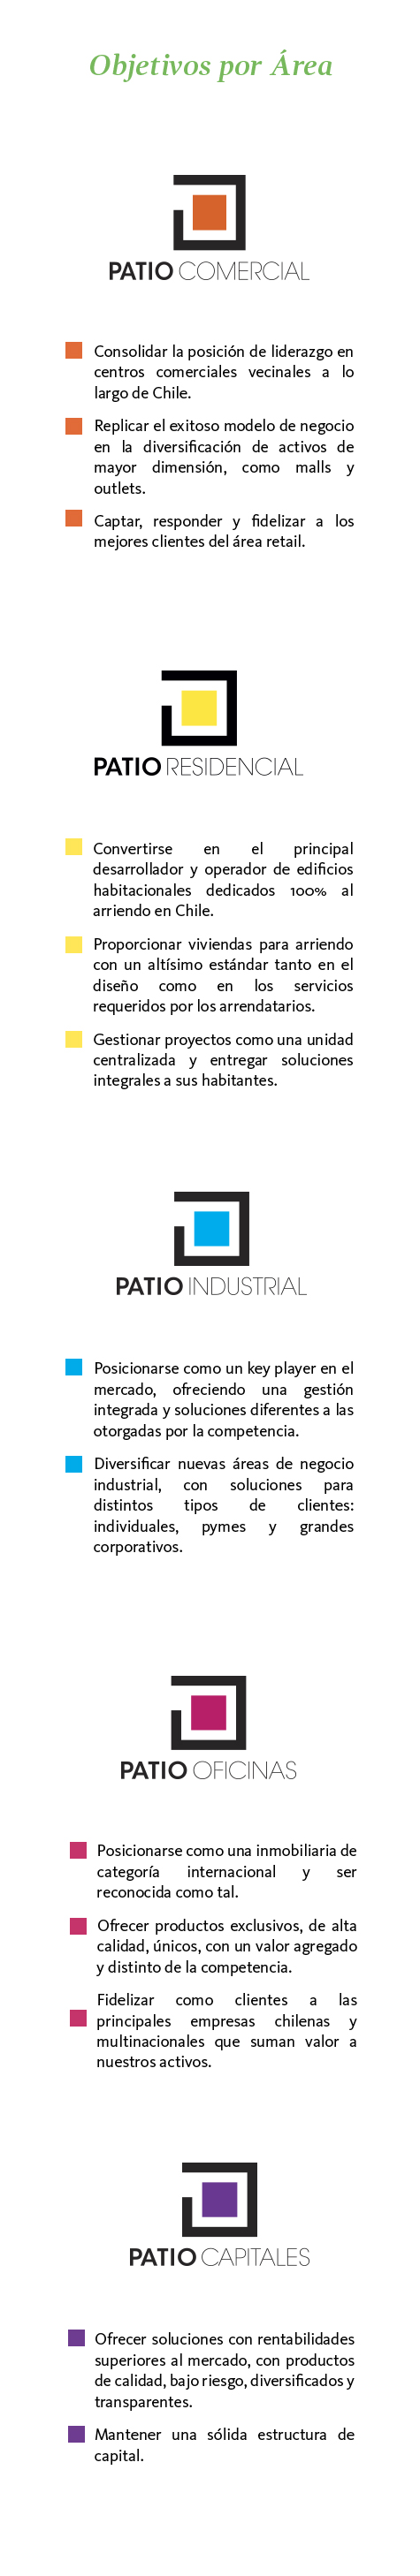 Objetivos por Área
PATIO COMERCIAL
Consolidar la posición de liderazgo en
centros comerciales vecinales a lo
largo de Chile.
Replicar el exitoso modelo de negocio
en la diversificación de activos de
mayor dimensión, como malls y
outlets.
Captar, responder y fidelizar a los
mejores clientes del área retail.
PATIO RESIDENCIAL
Convertirse en el principal
desarrollador y operador de edificios
habitacionales dedicados 100% al
arriendo en Chile.
Proporcionar viviendas para arriendo
con un altísimo estándar tanto en el
diseño como en los servicios
requeridos por los arrendatarios.
Gestionar proyectos como una unidad
centralizada y entregar soluciones
integrales a sus habitantes.
PATIO INDUSTRIAL
Posicionarse como un key player en el
mercado, ofreciendo una gestión
integrada y soluciones diferentes a las
otorgadas por la competencia.
Diversificar nuevas áreas de negocio
industrial, con soluciones para
distintos tipos de clientes:
individuales, pymes y grandes
corporativos.
PATIO OFICINAS
Posicionarse como una inmobiliaria de
categoría internacional y ser
reconocida como tal.
Ofrecer productos exclusivos, de alta
calidad, únicos, con un valor agregado
y distinto de la competencia.
Fidelizar como clientes a las
principales empresas chilenas y
multinacionales que suman valor a
nuestros activos.
PATIO CAPITALES
Ofrecer soluciones con rentabilidades
superiores al mercado, con productos
de calidad, bajo riesgo, diversificados y
transparentes.
Mantener una sólida estructura de
capital.